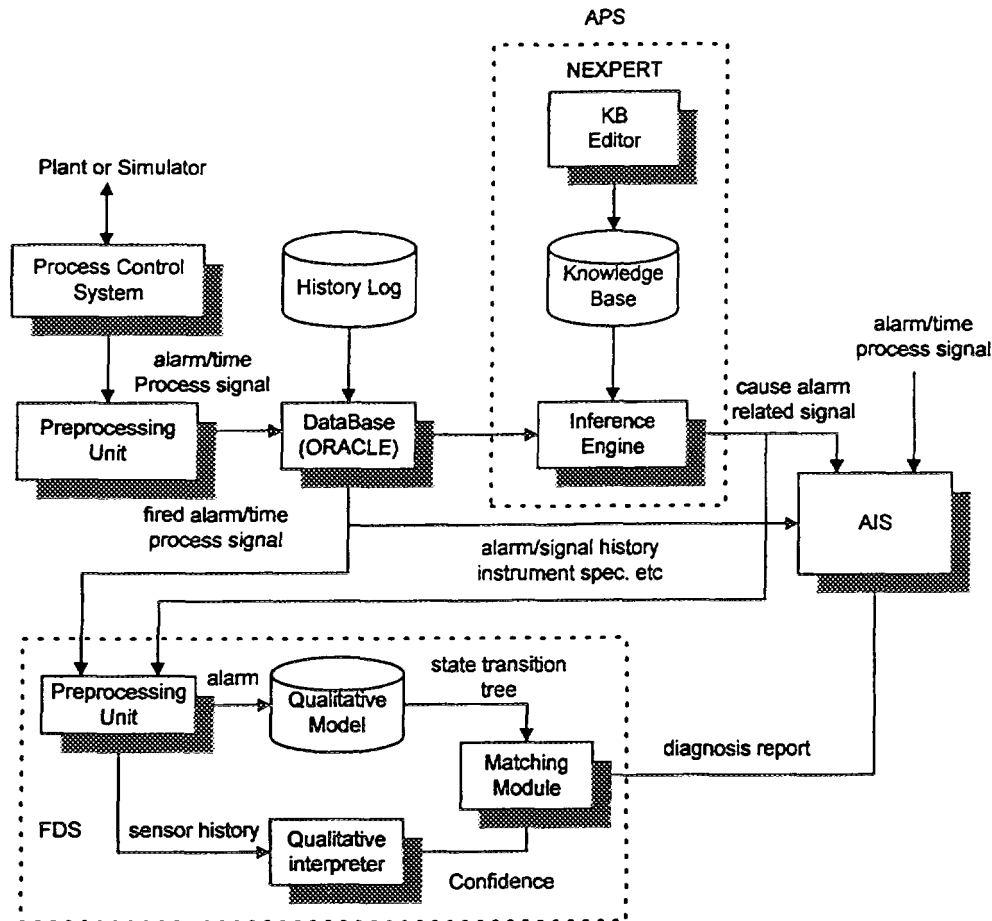 APS
NEXPERT
KB
Editor
Plant or Simulator
Process Control
System
History Log
Knowledge
Base
alarm/time
process signal
alarm/time
Process signal
cause alarm
related signal
Preprocessing
Unit
DataBase
(ORACLE)
Inference
Engine
AIS
fired alarm/time
process signal
alarm/signal history
instrument spec. etc
Preprocessing
Unit
alarm
Qualitative
Model
state transition
tree
Matching
Module
diagnosis report
FDS
sensor history
Qualitative
interpreter
Confidence